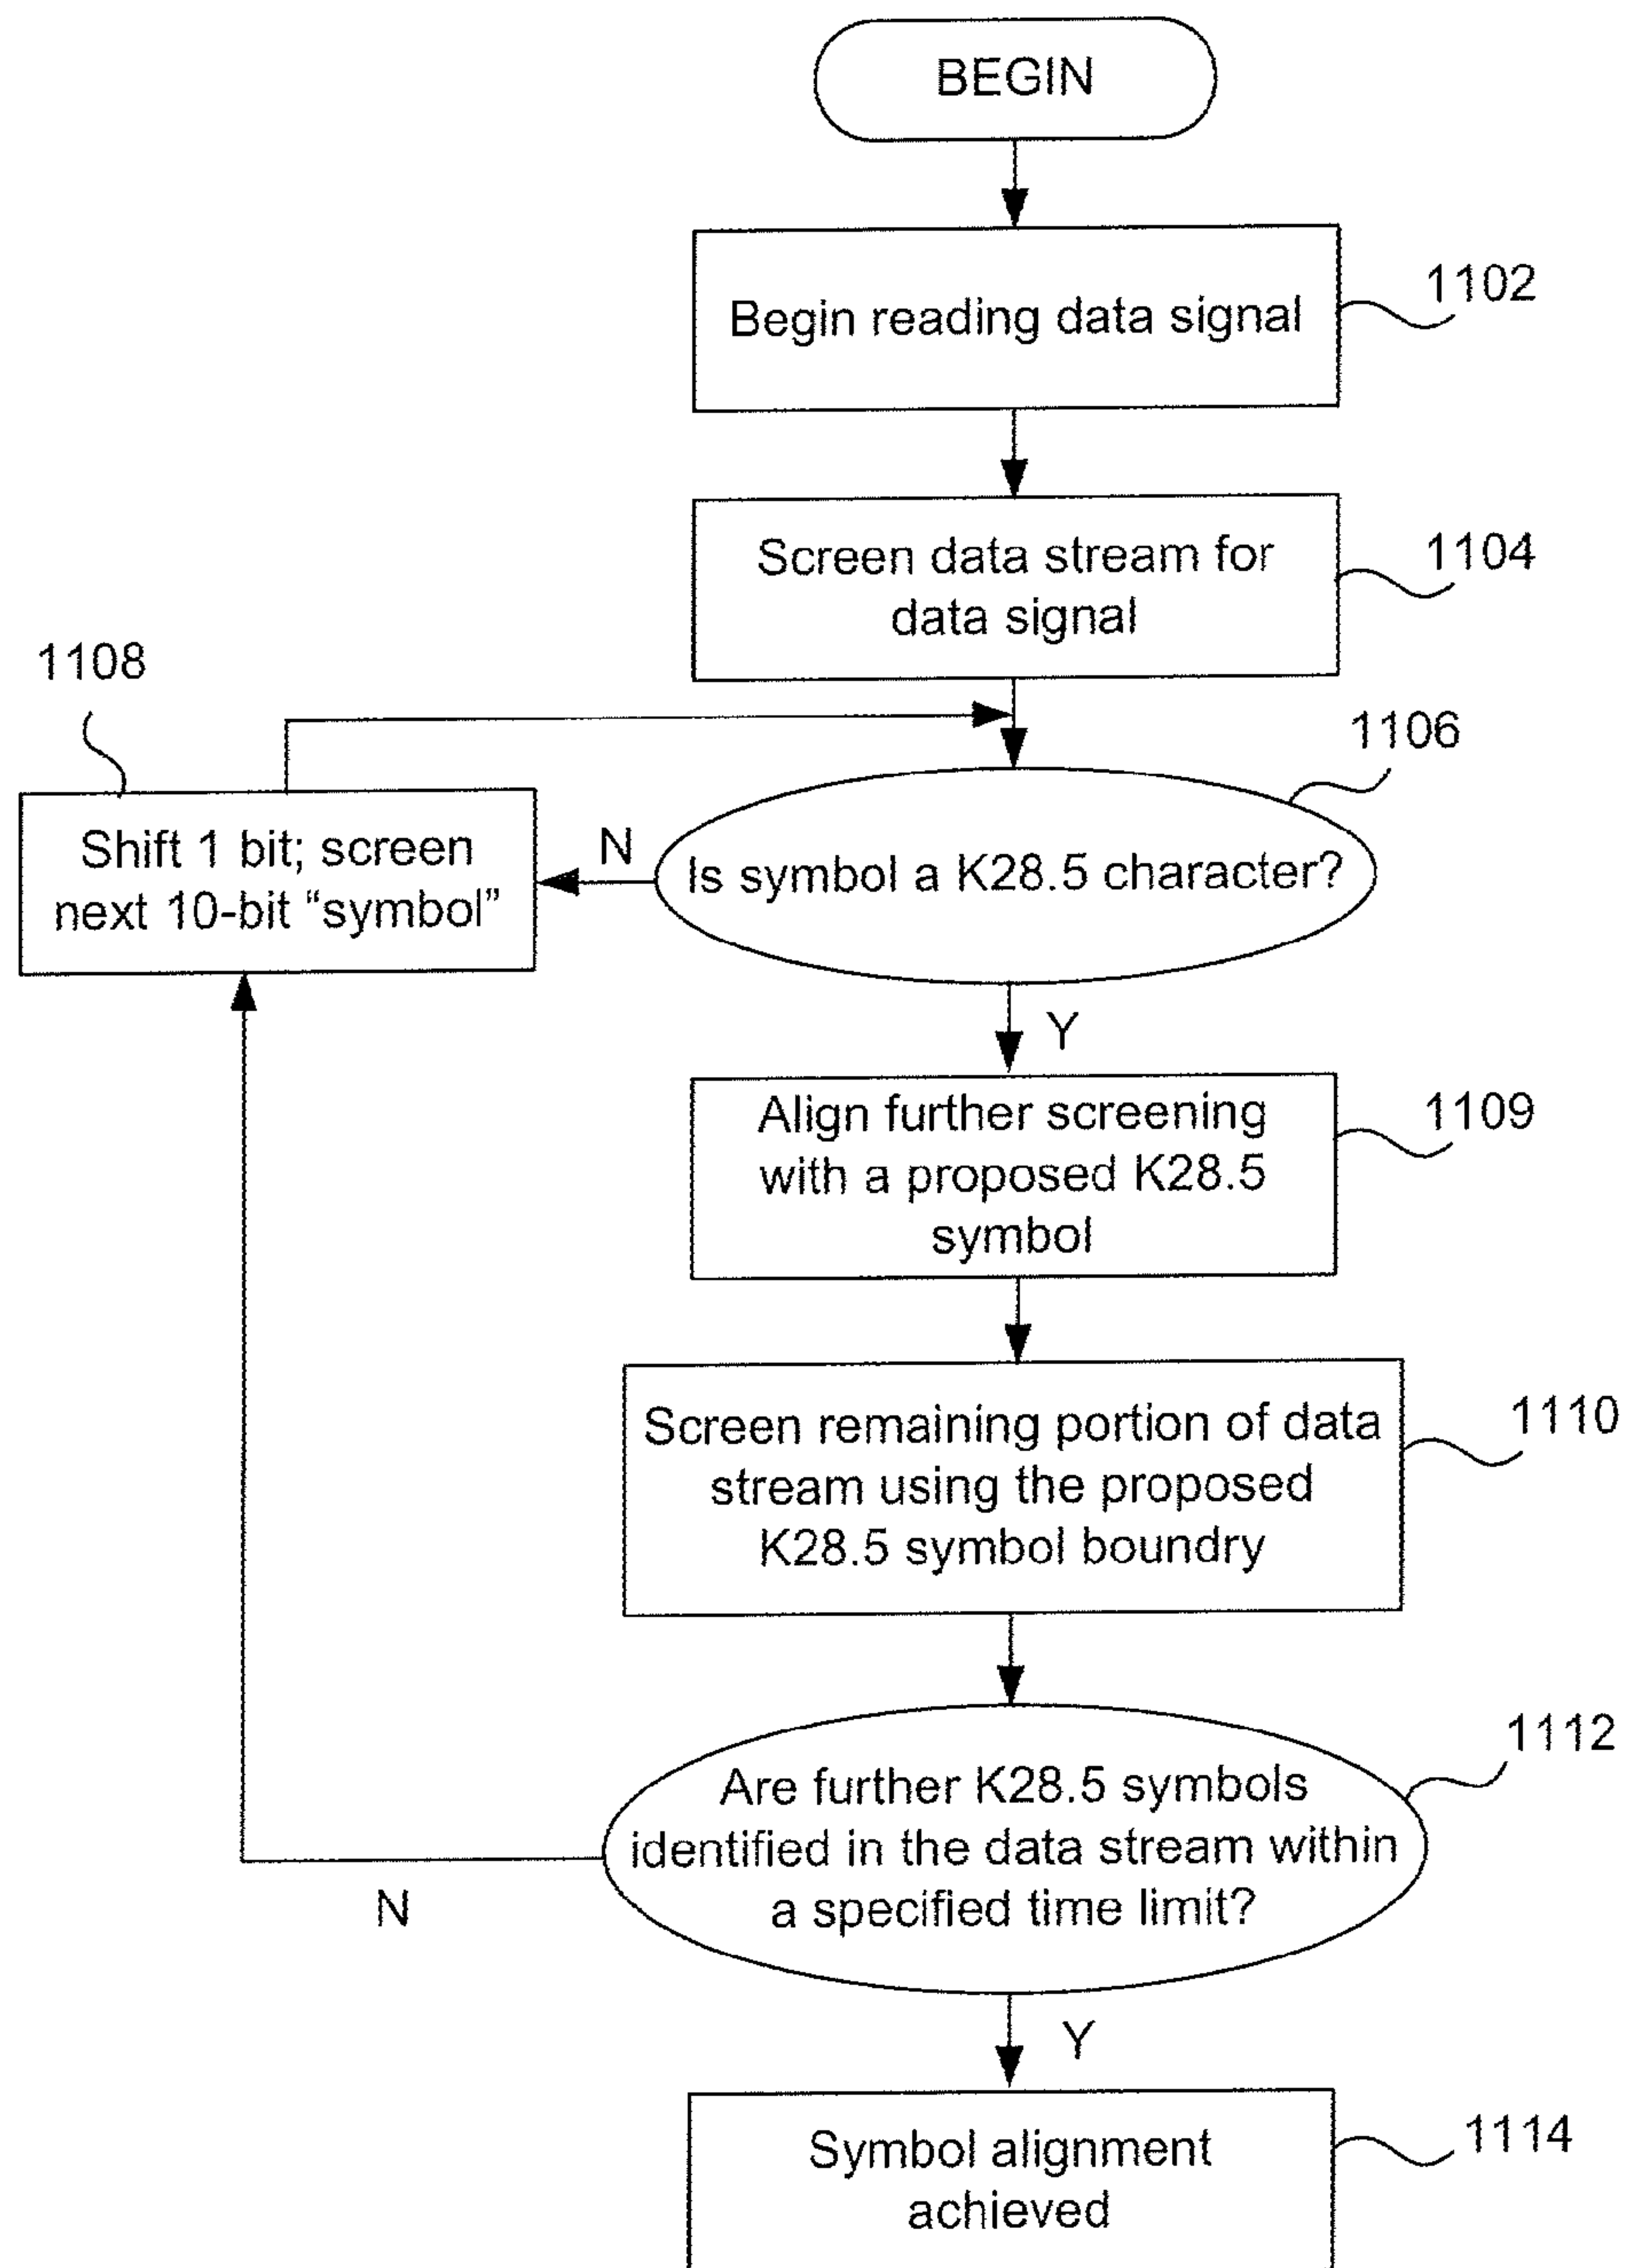 BEGIN
Begin reading data signal
1102
Screen data stream for
data signal
1104
1108
Shift 1 bit; screen
next 10-bit “symbol”
N
Is symbol a K28.5 character?
1106
Y
Align further screening
with a proposed K28.5
symbol
1109
Screen remaining portion of data
stream using the proposed
K28.5 symbol boundry
1110
Are further K28.5 symbols
identified in the data stream within
a specified time limit?
1112
N
Y
Symbol alignment
achieved
1114